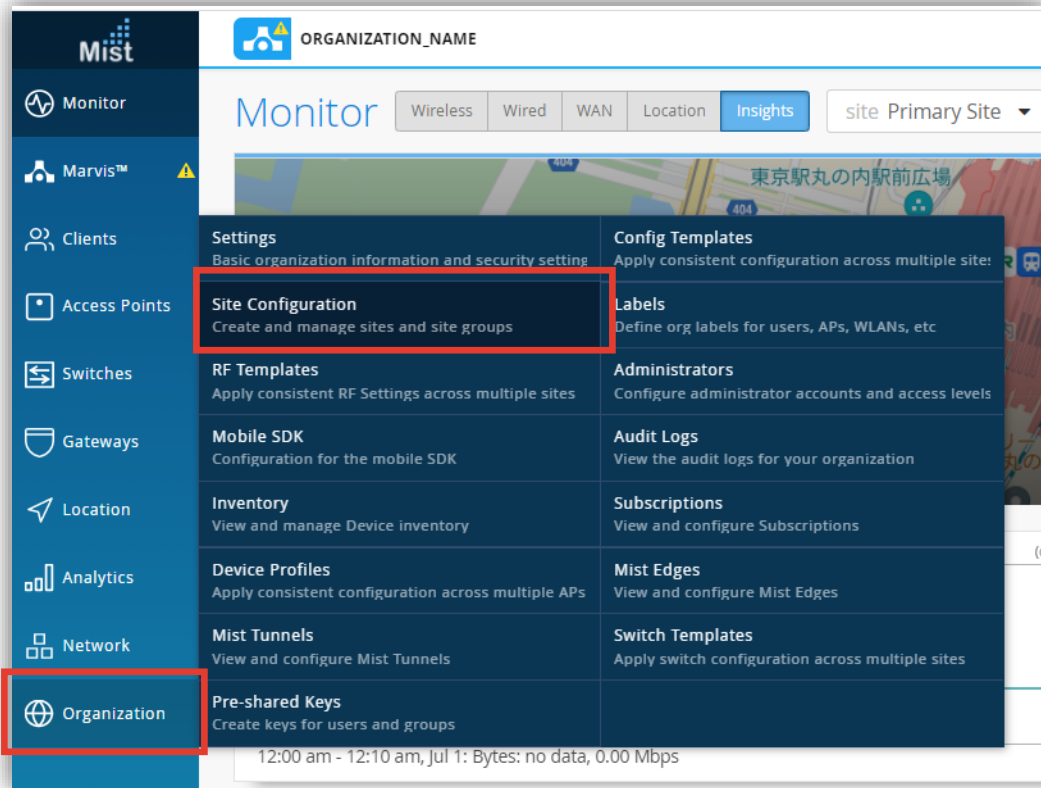 Mist
ORGANIZATION_NAME
Monitor
Monitor
Wireless
Wired
WAN
Location
Insights
site Primary Site
Marvis™
Clients
Access Points
Switches
Gateways
Location
Analytics
Network
Organization
404
東京駅丸の内駅前広場
404
Settings
Basic organization information and security setting
Config Templates
Apply consistent configuration across multiple sites
Site Configuration
Create and manage sites and site groups
Labels
Define org labels for users, APs, WLANs, etc
RF Templates
Apply consistent RF Settings across multiple sites
Administrators
Configure administrator accounts and access levels
Mobile SDK
Configuration for the mobile SDK
Audit Logs
View the audit logs for your organization
Inventory
View and manage Device inventory
Subscriptions
View and configure Subscriptions
Device Profiles
Apply consistent configuration across multiple APs
Mist Edges
View and configure Mist Edges
Mist Tunnels
View and configure Mist Tunnels
Switch Templates
Apply switch configuration across multiple sites
Pre-shared Keys
Create keys for users and groups
12:00 am - 12:10 am, Jul 1: Bytes: no data, 0.00 Mbps